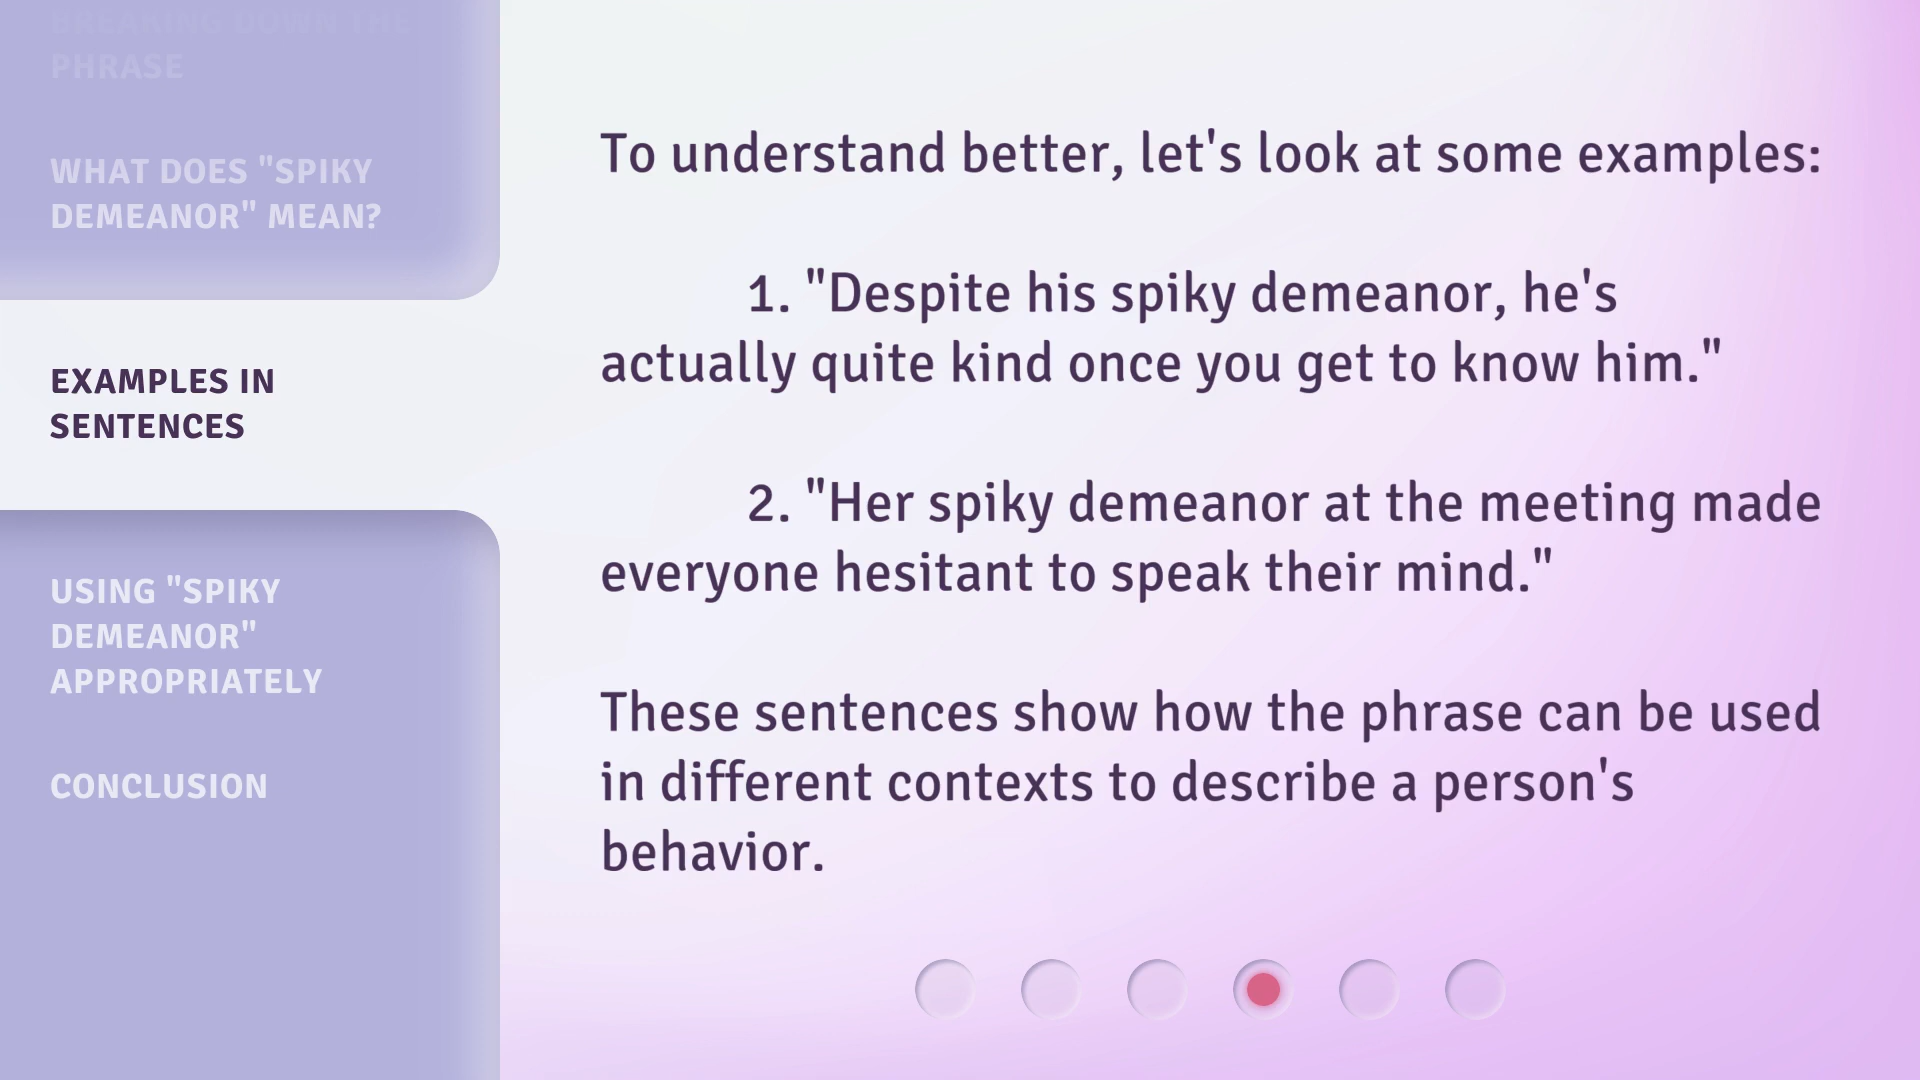 BREAKING DOWN THE
PHRASE
WHAT DOES "SPIKY
DEMEANOR" MEAN?
EXAMPLES IN
SENTENCES
USING "SPIKY
DEMEANOR"
APPROPRIATELY
CONCLUSION
To understand better, let's look at some examples:
1. "Despite his spiky demeanor, he's
actually quite kind once you get to know him."
2. "Her spiky demeanor at the meeting made
everyone hesitant to speak their mind."
These sentences show how the phrase can be used
in different contexts to describe a person's
behavior.